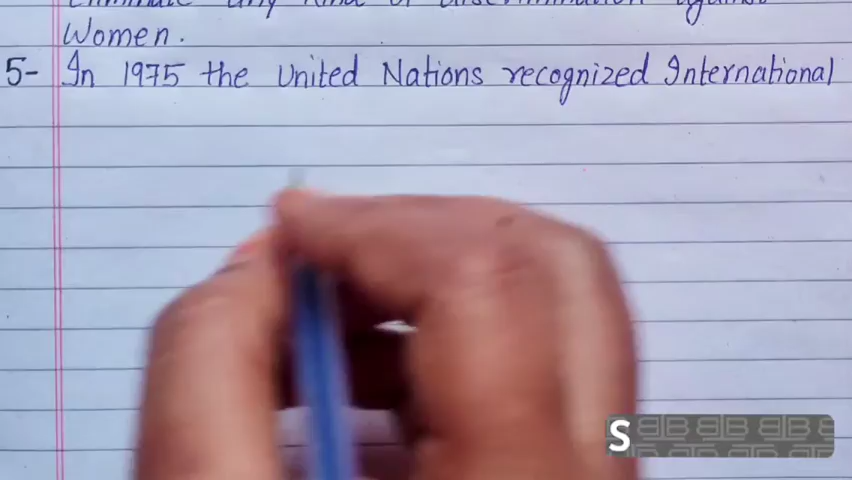 Women.
5- In 1975 the United Nations recognized International
S